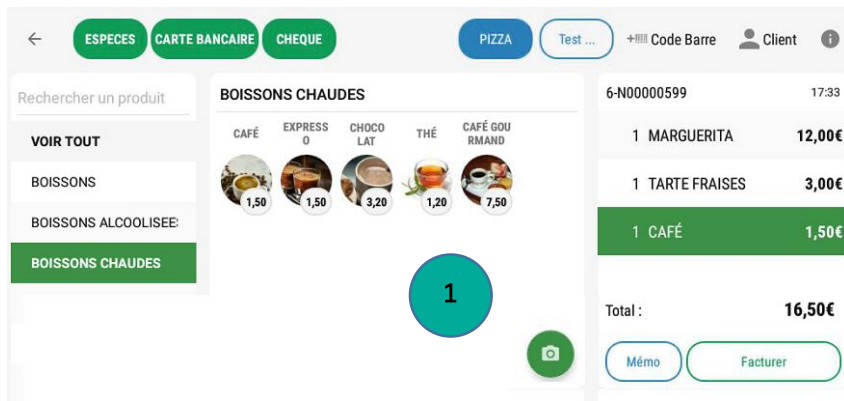 ESPECES CARTE BANCAIRE CHEQUE PIZZA Test ... Code Barre Client
Rechercher un produit
VOIR TOUT
BOISSONS
BOISSONS ALCOOLISEE
BOISSONS CHAUDES
BOISSONS CHAUDES
CAFÉ EXPRESS CHOCO THÉ CAFÉ GOU
O LAT RMAND
1,50 1,50 3,20 1,20 7,50
1
6-N00000599 17:33
1 MARGUERITA 12,00€
1 TARTE FRAISES 3,00€
1 CAFÉ 1,50€
Total : 16,50€
Mémo Facturer